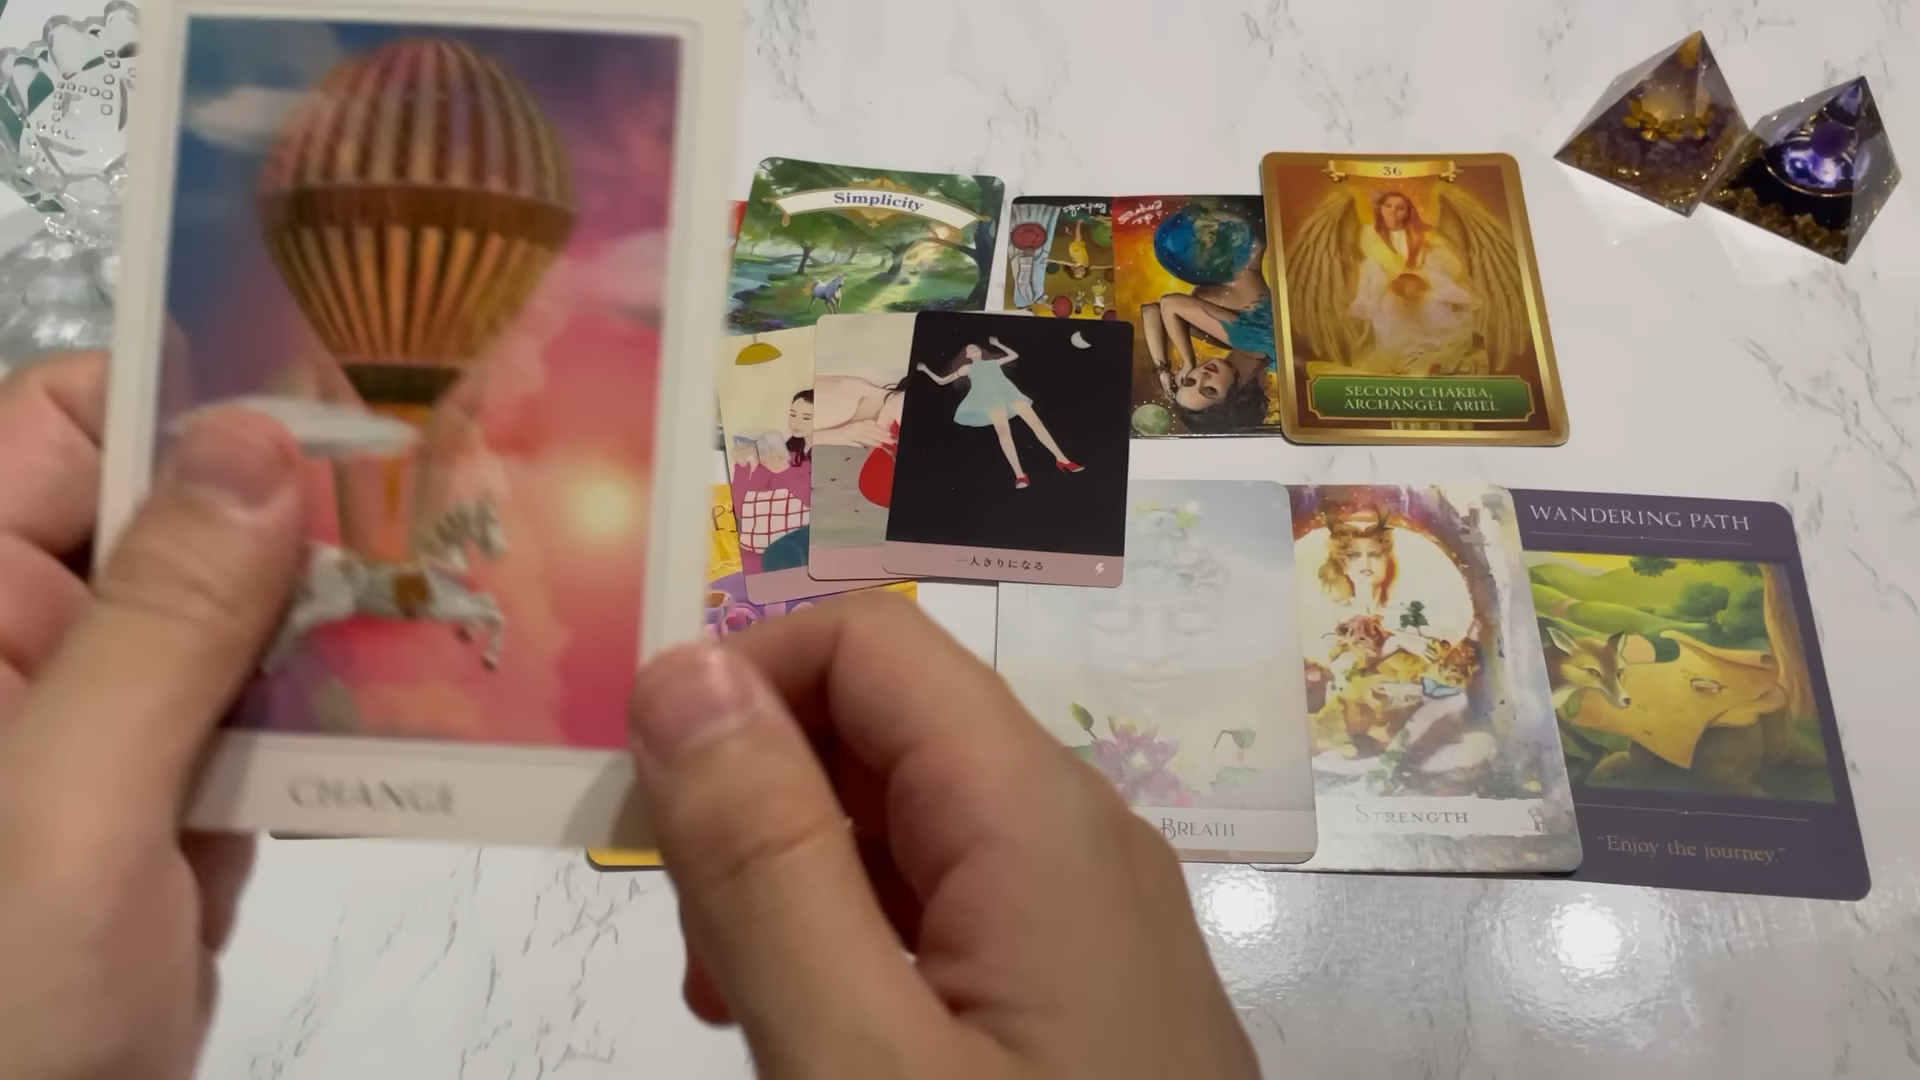 CHANGE
Simplicity
36
SECOND CHAKRA,
ARCHANGEL ARIEL
一人きりになる
BREATH
STRENGTH
WANDERING PATH
"Enjoy the journey."